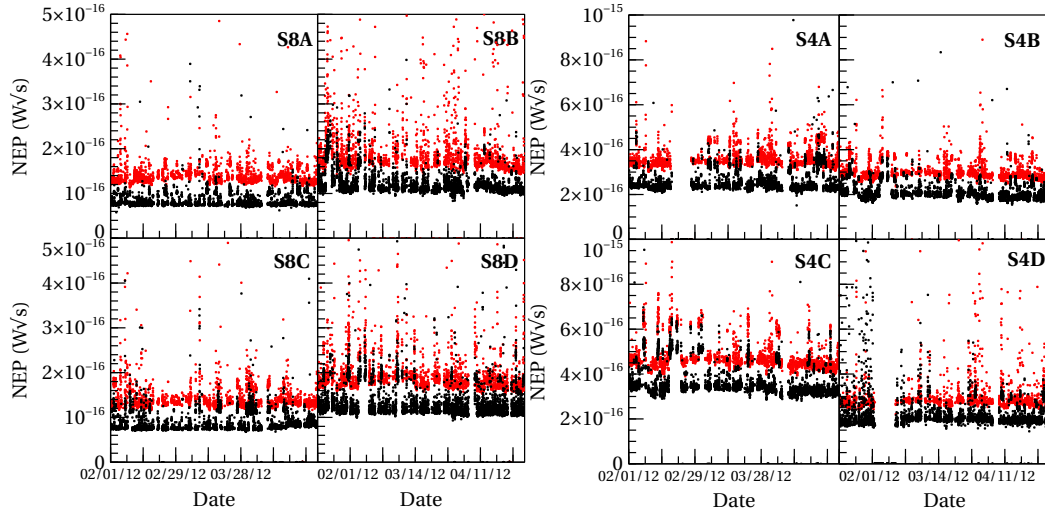 5×10⁻¹⁶
4×10⁻¹⁶
3×10⁻¹⁶
2×10⁻¹⁶
10⁻¹⁶
0
NEP (W√s)
S8A
S8B
5×10⁻¹⁶
4×10⁻¹⁶
3×10⁻¹⁶
2×10⁻¹⁶
10⁻¹⁶
0
NEP (W√s)
S8C
S8D
02/01/12 02/29/12 03/28/12
02/01/12 03/14/12 04/11/12
Date
Date
10⁻¹⁵
8×10⁻¹⁶
6×10⁻¹⁶
4×10⁻¹⁶
2×10⁻¹⁶
0
NEP (W√s)
S4A
S4B
10⁻¹⁵
8×10⁻¹⁶
6×10⁻¹⁶
4×10⁻¹⁶
2×10⁻¹⁶
0
NEP (W√s)
S4C
S4D
02/01/12 02/29/12 03/28/12
02/01/12 03/14/12 04/11/12
Date
Date